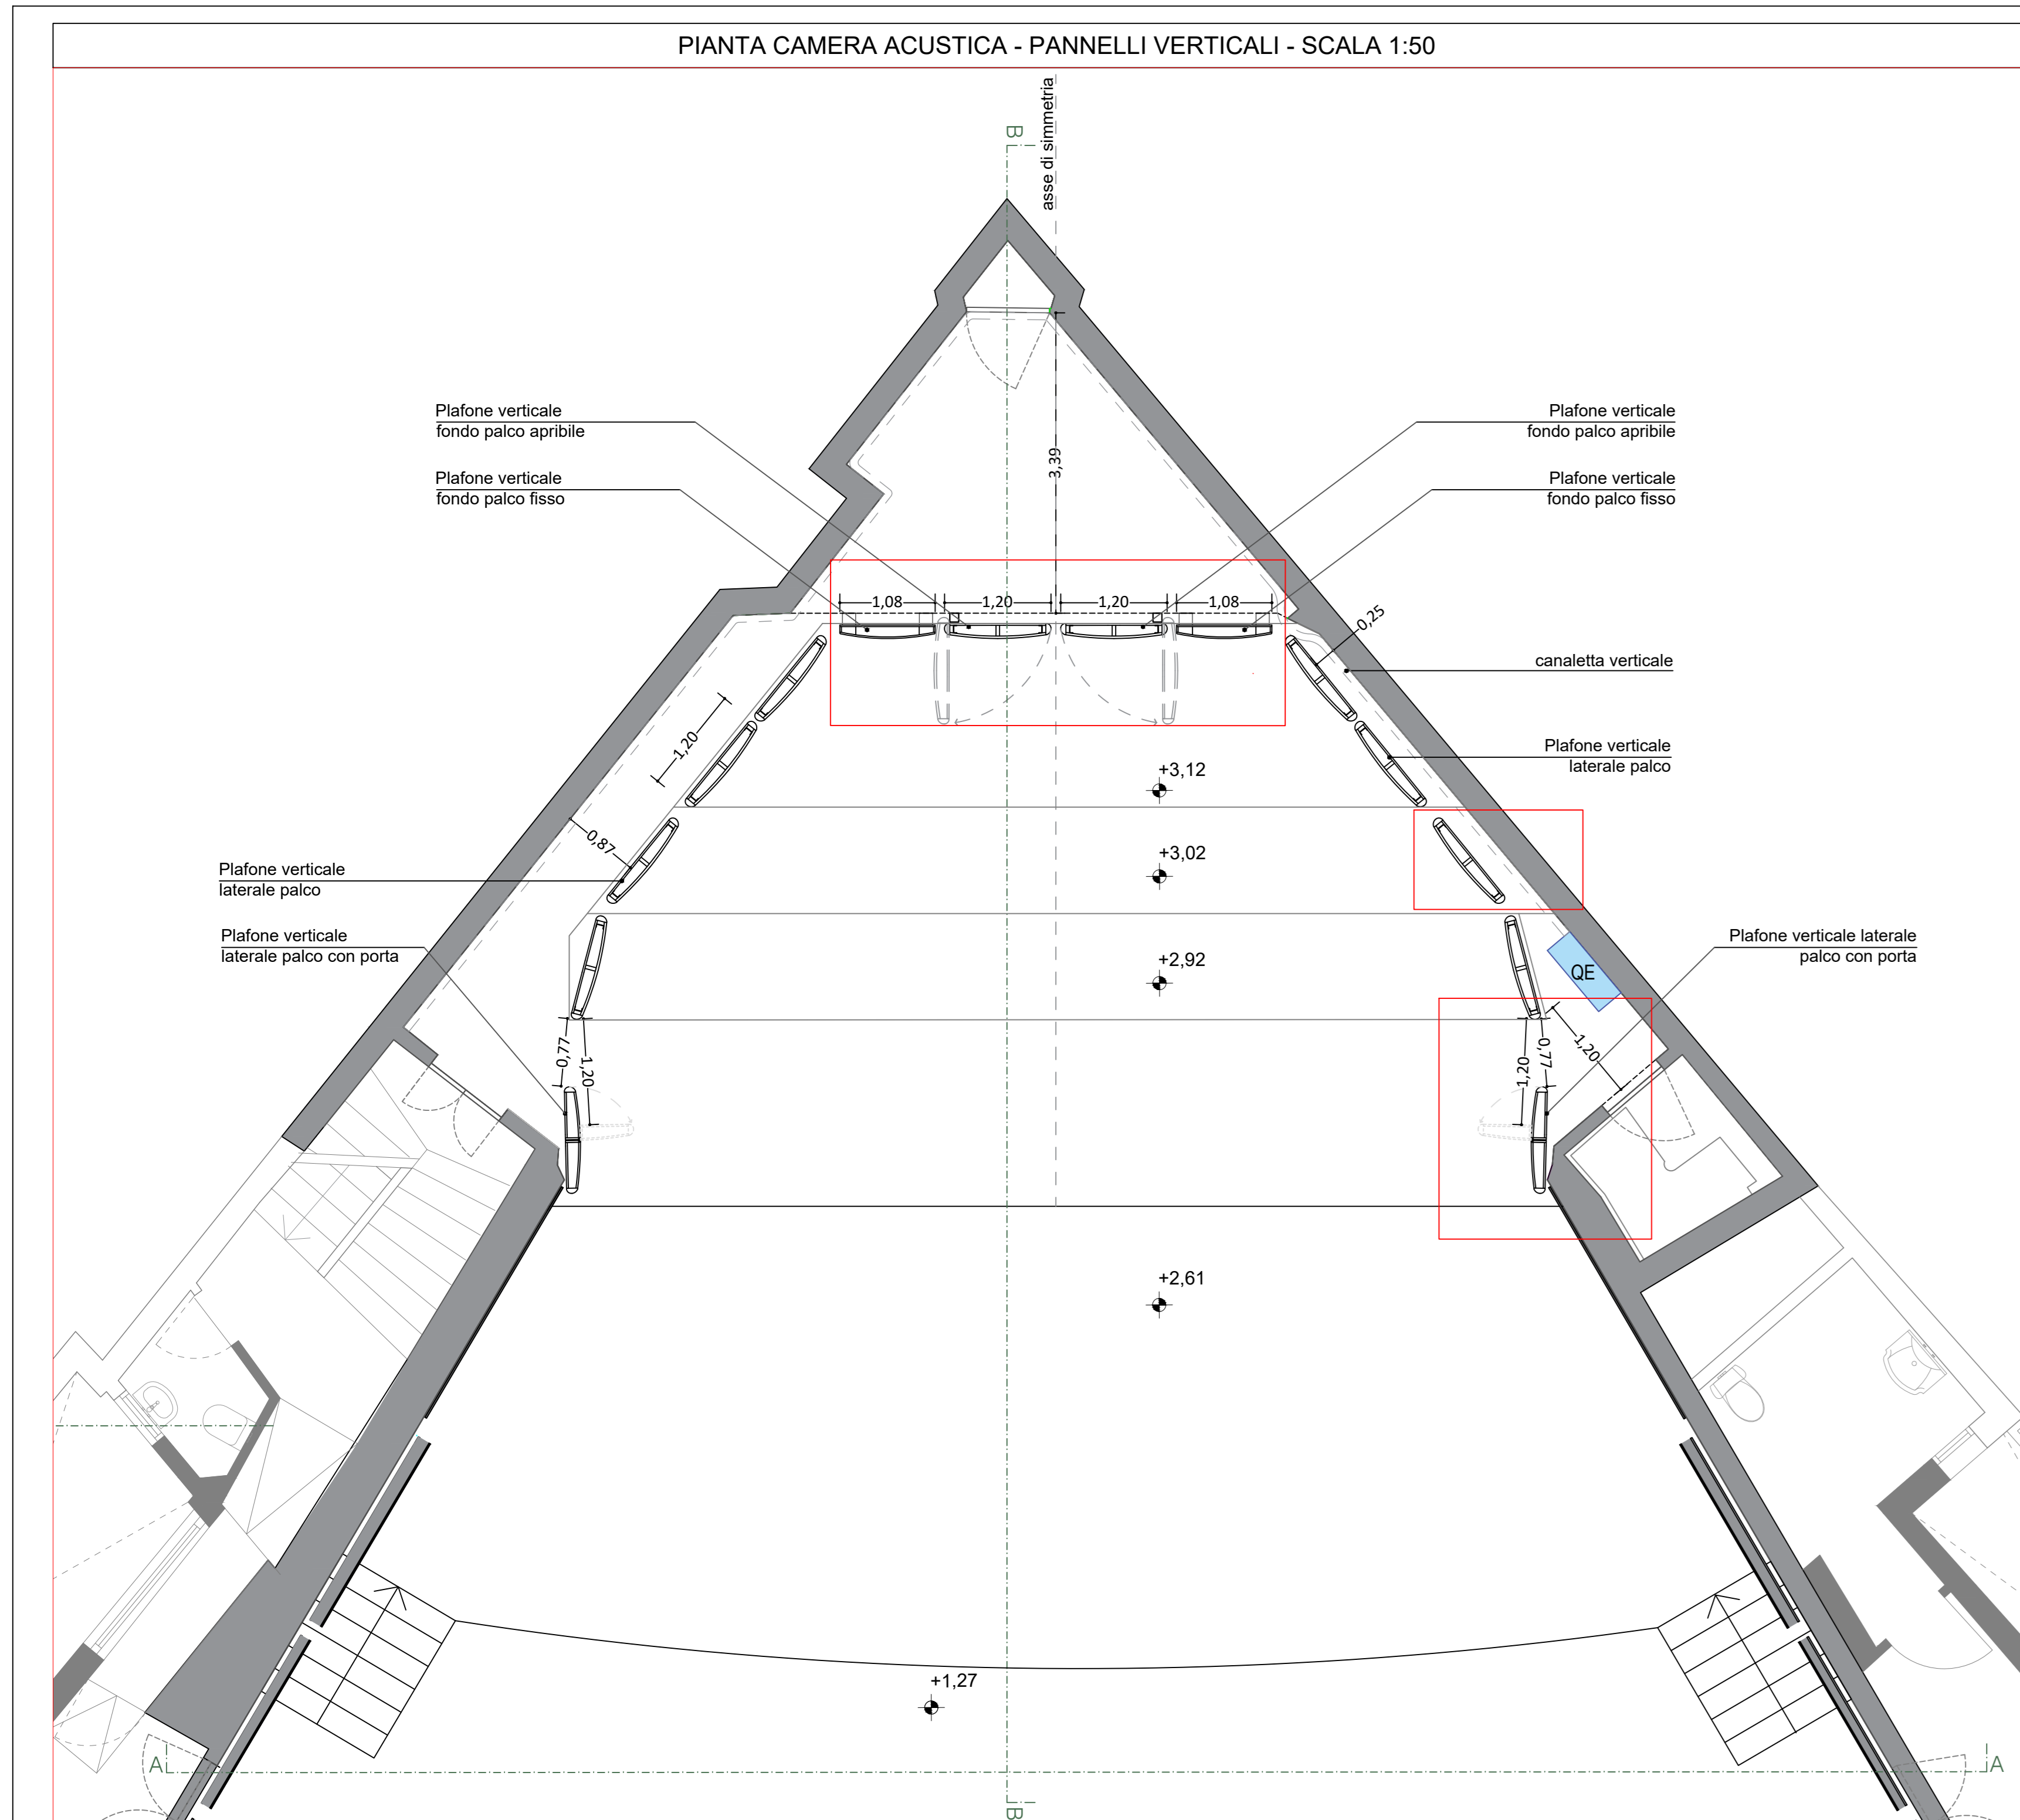 PIANTA CAMERA ACUSTICA - PANNELLI VERTICALI - SCALA 1:50
asse di simmetria
B
Plafone verticale
fondo palco apribile
Plafone verticale
fondo palco apribile
3,39
Plafone verticale
fondo palco fisso
Plafone verticale
fondo palco fisso
1,08
1,20
1,20
1,08
0,25
canaletta verticale
1,20
Plafone verticale
laterale palco
+3,12
0,87
+3,02
Plafone verticale
laterale palco
Plafone verticale
laterale palco con porta
Plafone verticale laterale
palco con porta
+2,92
QE
0,77
1,20
1,20
0,77
1,20
+2,61
+1,27
A
A
B